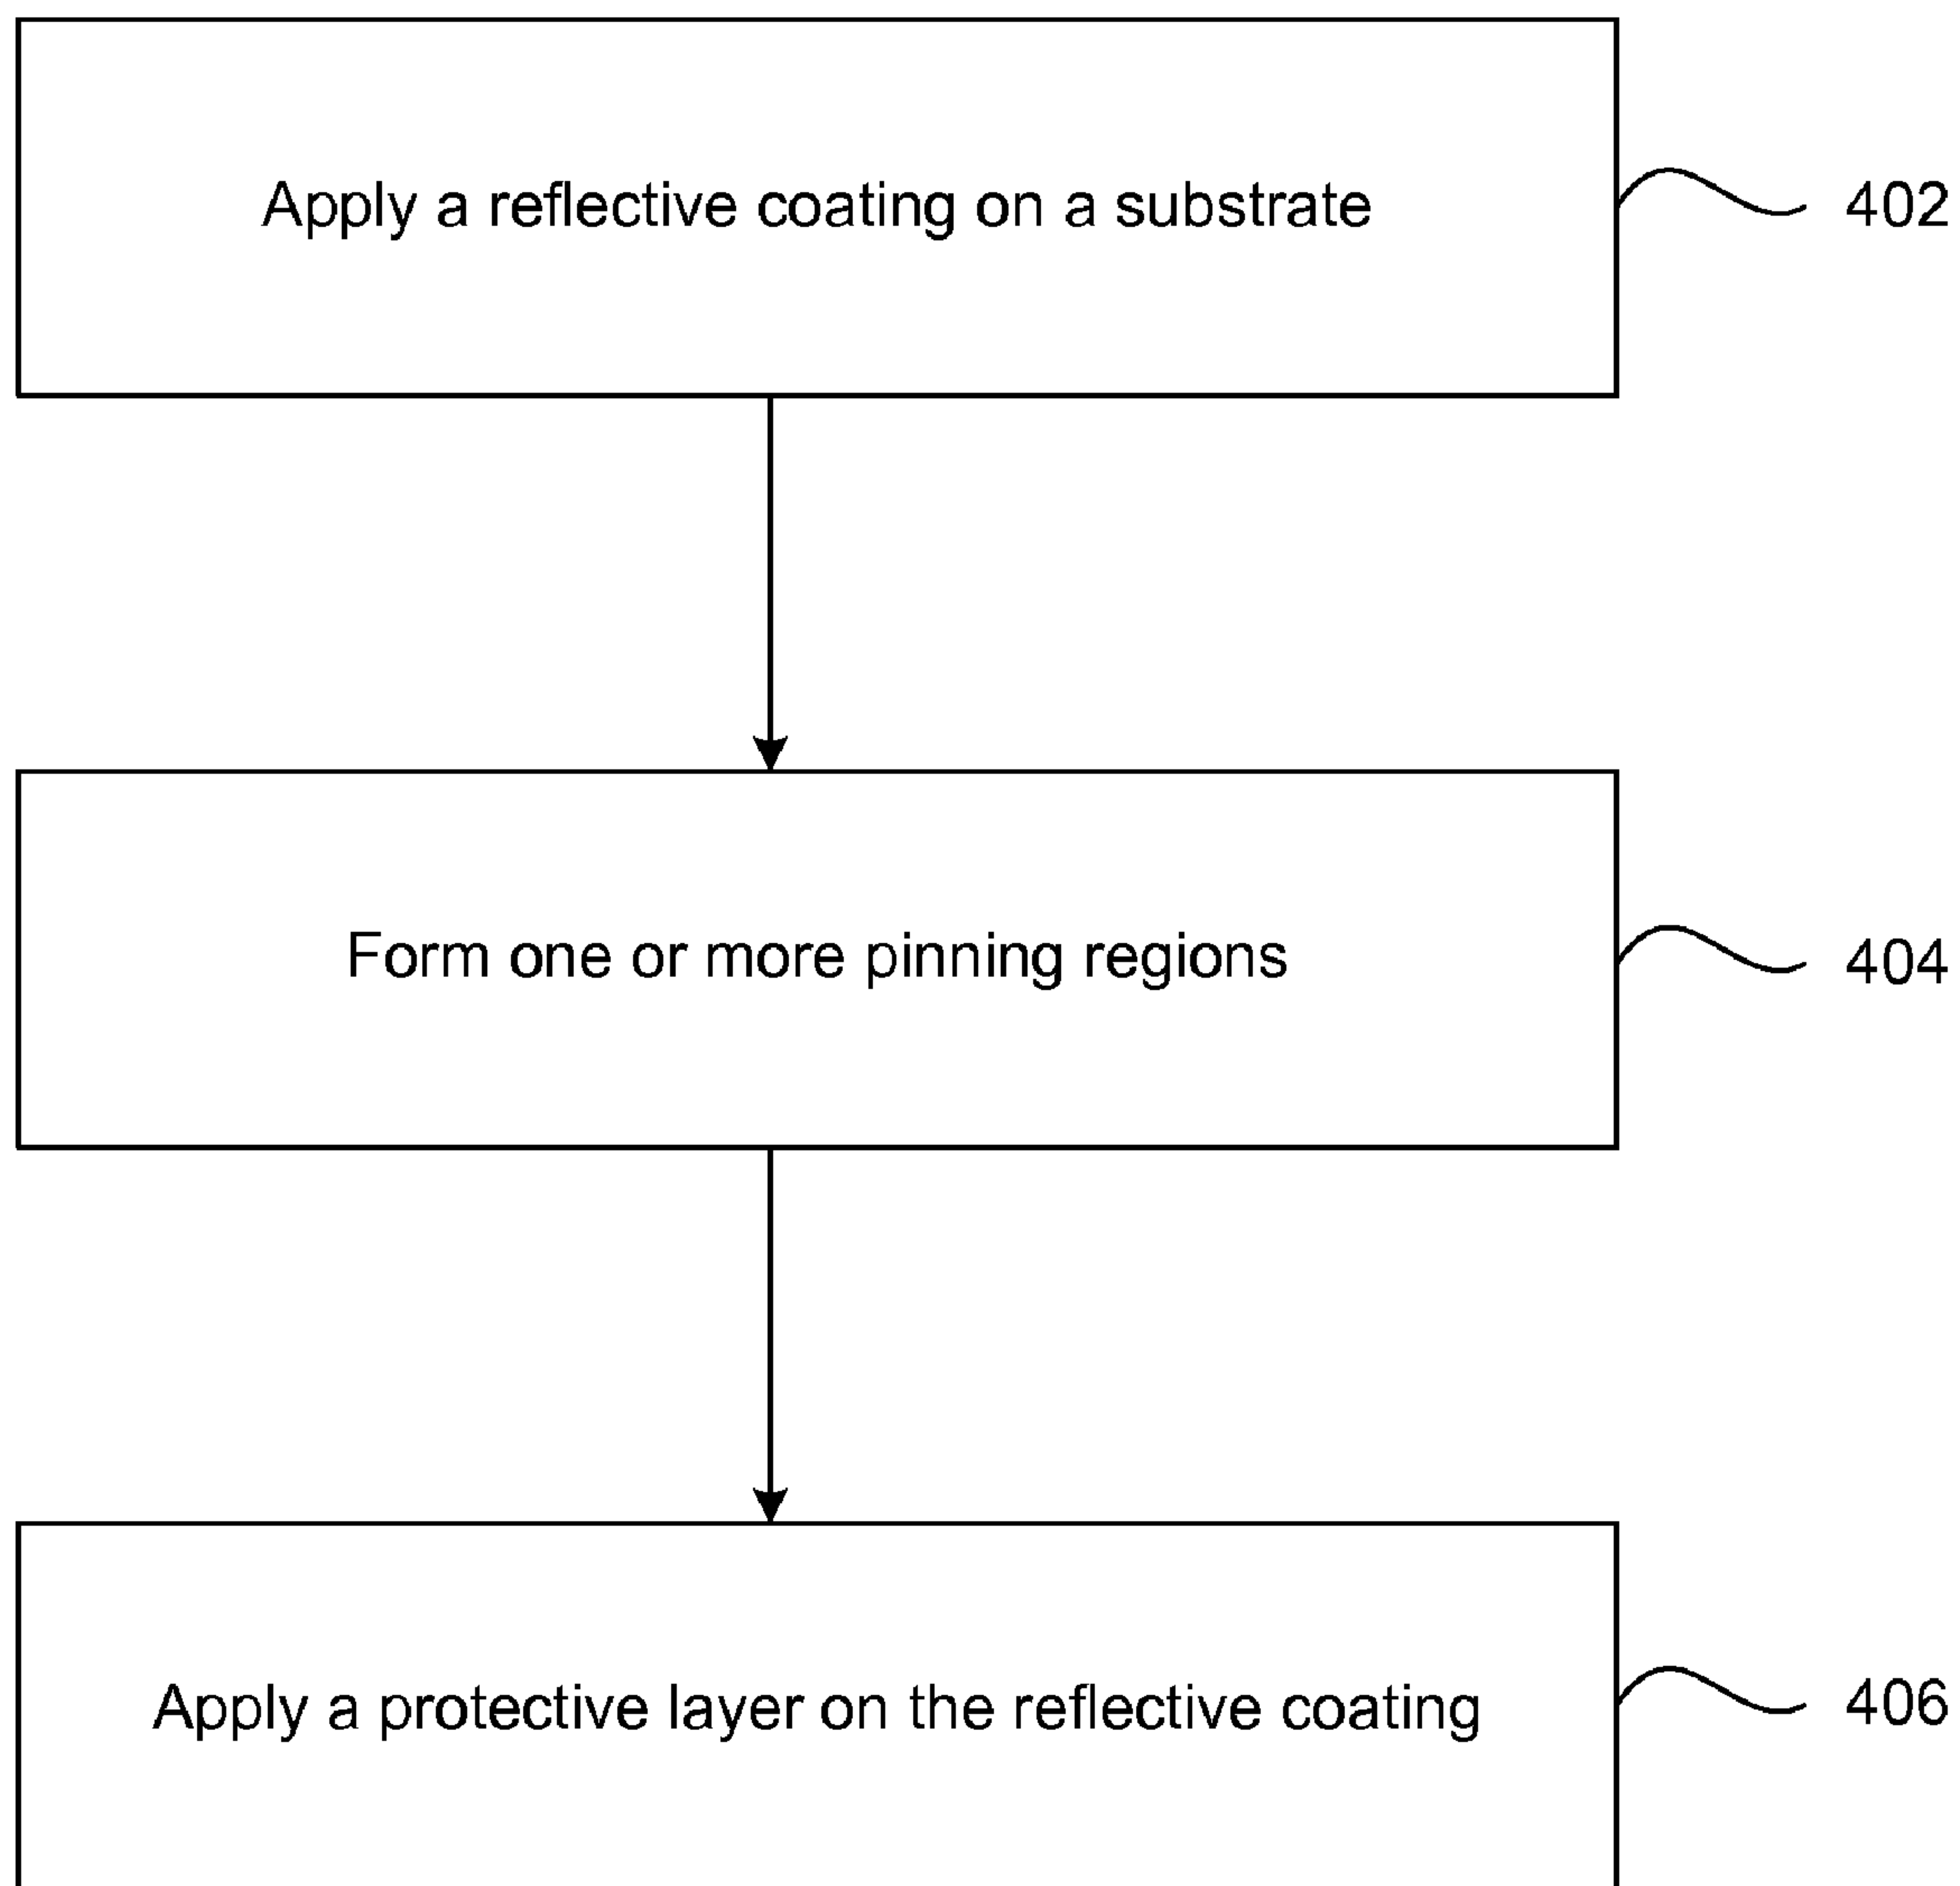 Apply a reflective coating on a substrate
402
Form one or more pinning regions
404
Apply a protective layer on the reflective coating
406